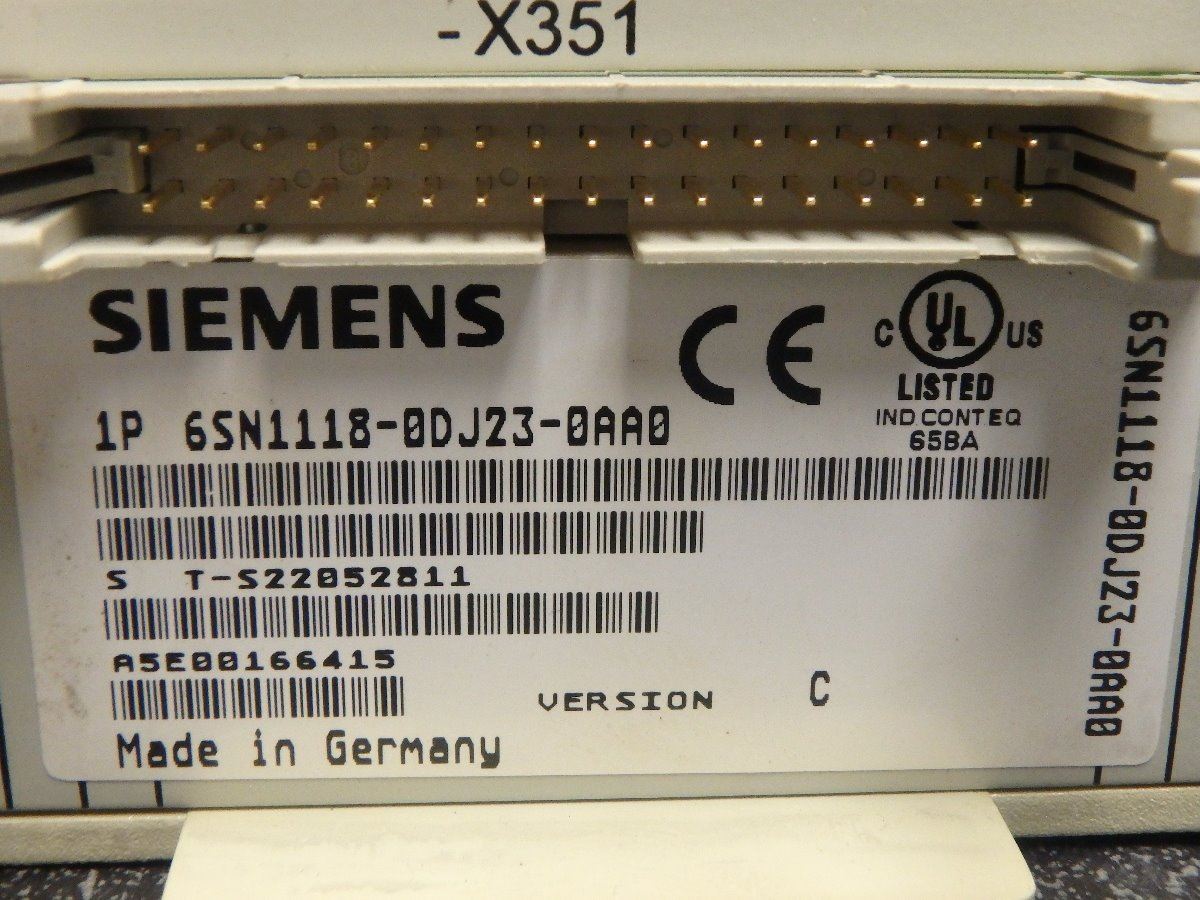 -X351
SIEMENS
CE
C UL US
LISTED
IND.CONT.EQ
65BA
1P 6SN1118-0DJ23-0AA0
S T-S22052811
A5E00166415
VERSION C
Made in Germany
6SN1118-0DJ23-0AA0